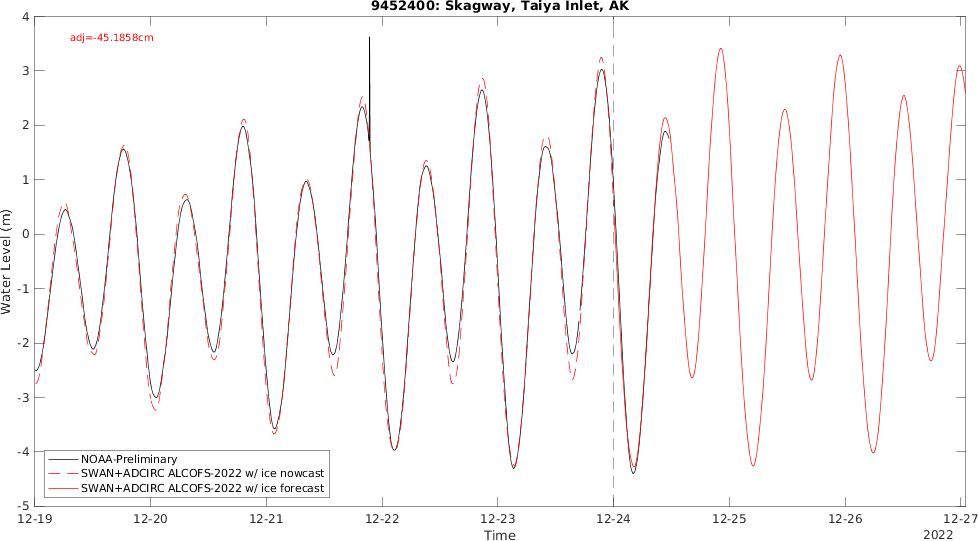 9452400: Skagway, Taiya Inlet, AK
adj=-45.1858cm
4
3
2
1
0
-1
-2
-3
-4
-5
Water Level (m)
NOAA-Preliminary
SWAN+ADCIRC ALCOFS-2022 w/ ice nowcast
SWAN+ADCIRC ALCOFS-2022 w/ ice forecast
12-19 12-20 12-21 12-22 12-23 12-24 12-25 12-26 12-27
Time
2022